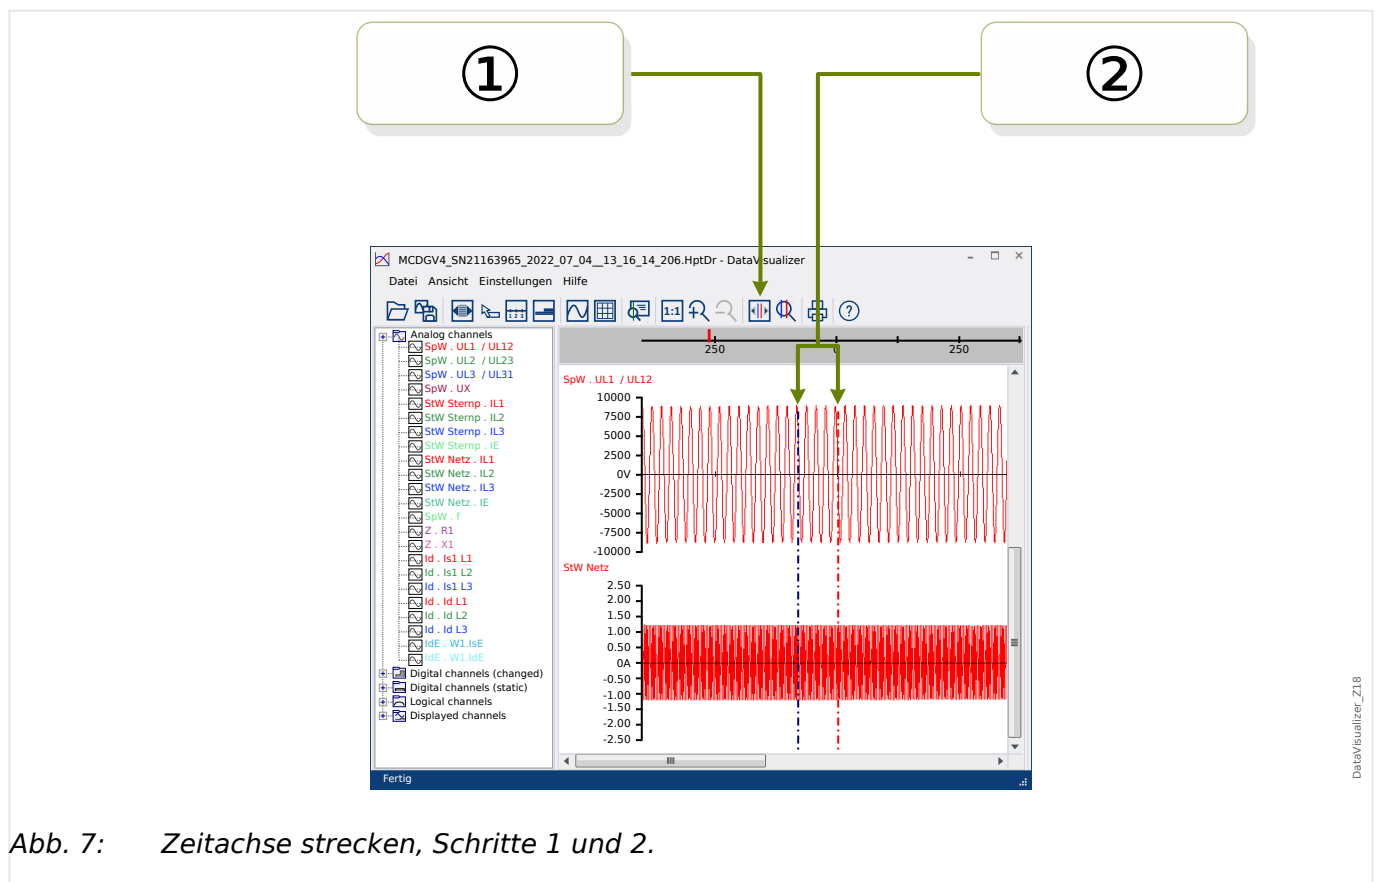 ① ②
MCDGV4_SN21163965_2022_07_04__13_16_14_206.HptDr - DataVisualizer
Datei Ansicht Einstellungen Hilfe
1 2 3 1:1 ?
Analog channels
SpW . UL1 / UL12
SpW . UL2 / UL23
SpW . UL3 / UL31
SpW . UX
StW Sternp . IL1
StW Sternp . IL2
StW Sternp . IL3
StW Sternp . IE
StW Netz . IL1
StW Netz . IL2
StW Netz . IL3
StW Netz . IE
SpW . f
Z . R1
Z . X1
Id . Is1 L1
Id . Is1 L2
Id . Is1 L3
Id . Id L1
Id . Id L2
Id . Id L3
IdE . W1.IsE
IdE . W1.IdE
Digital channels (changed)
Digital channels (static)
Logical channels
Displayed channels
250 0 250
SpW . UL1 / UL12
10000
7500
5000
2500
0V
-2500
-5000
-7500
-10000
StW Netz
2.50
2.00
1.50
1.00
0.50
0A
-0.50
-1.00
-1.50
-2.00
-2.50
Fertig
DataVisualizer_Z18
Abb. 7: Zeitachse strecken, Schritte 1 und 2.